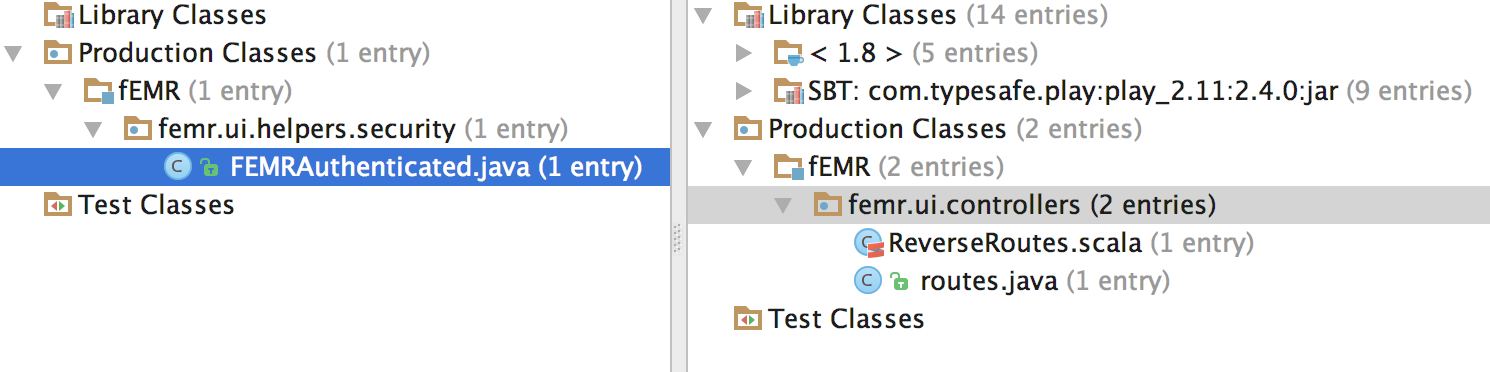 Library Classes
Production Classes (1 entry)
fEMR (1 entry)
femr.ui.helpers.security (1 entry)
FEMRAuthenticated.java (1 entry)
Test Classes
Library Classes (14 entries)
< 1.8 > (5 entries)
SBT: com.typesafe.play:play_2.11:2.4.0:jar (9 entries)
Production Classes (2 entries)
fEMR (2 entries)
femr.ui.controllers (2 entries)
ReverseRoutes.scala (1 entry)
routes.java (1 entry)
Test Classes